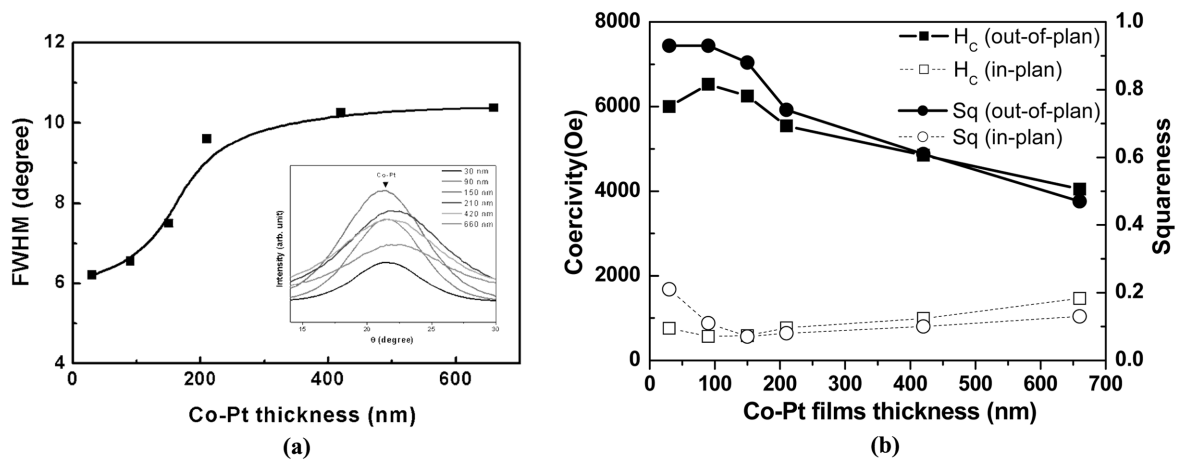 12
10
8
6
4
FWHM (degree)
0
200
400
600
Co-Pt thickness (nm)
Co-Pt
30 nm
90 nm
150 nm
210 nm
420 nm
660 nm
Intensity (arb. unit)
15
20
25
30
Θ (degree)
(a)
8000
6000
4000
2000
0
Coercivity(Oe)
H_C (out-of-plan)
H_C (in-plan)
Sq (out-of-plan)
Sq (in-plan)
1.0
0.8
0.6
0.4
0.2
0.0
Squareness
0
100
200
300
400
500
600
700
Co-Pt films thickness (nm)
(b)